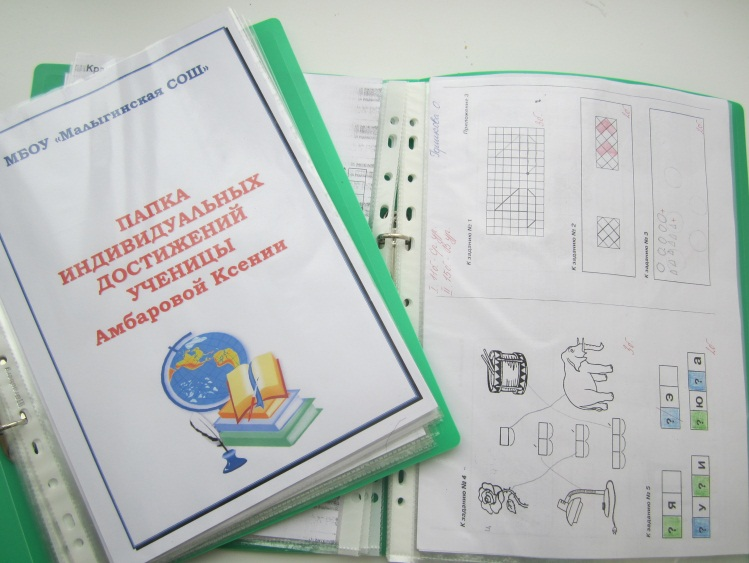 МБОУ «Малыгинская СОШ»
ПАПКА
ИНДИВИДУАЛЬНЫХ
ДОСТИЖЕНИЙ
УЧЕНИЦЫ
Амбаровой Ксении
Приложение 3
К заданию № 1
К заданию № 2
К заданию № 3
К заданию № 4
К заданию № 5
? Я
? У ? И
? Э
? Ю ? а